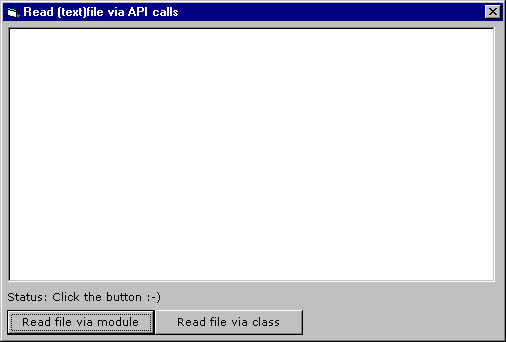 Read (text)file via API calls
Status: Click the button :-)
Read file via module Read file via class